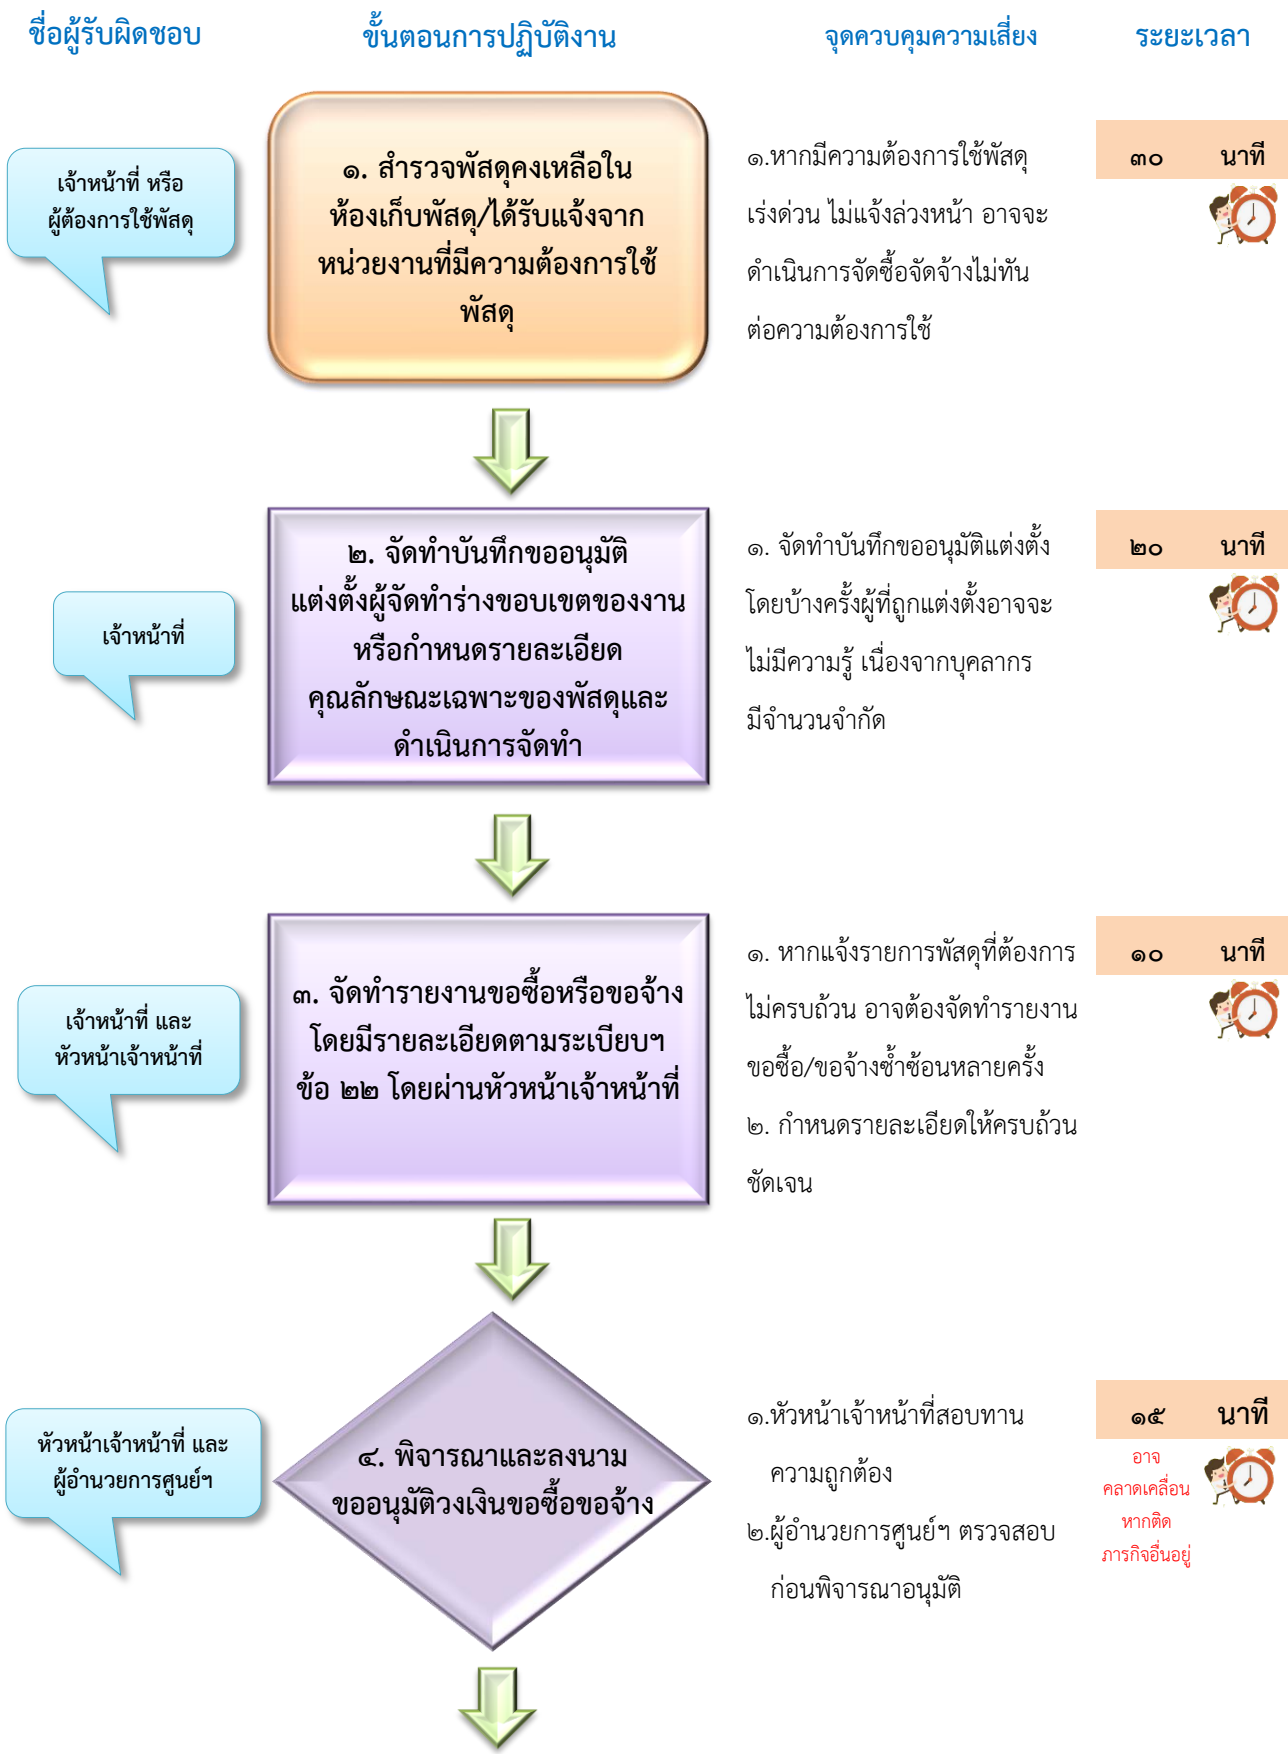 ชื่อผู้รับผิดชอบ
ขั้นตอนการปฏิบัติงาน
จุดควบคุมความเสี่ยง
ระยะเวลา
เจ้าหน้าที่ หรือ
ผู้ต้องการใช้พัสดุ
๑. สำรวจพัสดุคงเหลือใน
ห้องเก็บพัสดุ/ได้รับแจ้งจาก
หน่วยงานที่มีความต้องการใช้
พัสดุ
๑.หากมีความต้องการใช้พัสดุ
เร่งด่วน ไม่แจ้งล่วงหน้า อาจจะ
ดำเนินการจัดซื้อจัดจ้างไม่ทัน
ต่อความต้องการใช้
๓๐ นาที
เจ้าหน้าที่
๒. จัดทำบันทึกขออนุมัติ
แต่งตั้งผู้จัดทำร่างขอบเขตของงาน
หรือกำหนดรายละเอียด
คุณลักษณะเฉพาะของพัสดุและ
ดำเนินการจัดทำ
๑. จัดทำบันทึกขออนุมัติแต่งตั้ง
โดยบ้างครั้งผู้ที่ถูกแต่งตั้งอาจจะ
ไม่มีความรู้ เนื่องจากบุคลากร
มีจำนวนจำกัด
๒๐ นาที
เจ้าหน้าที่ และ
หัวหน้าเจ้าหน้าที่
๓. จัดทำรายงานขอซื้อหรือขอจ้าง
โดยมีรายละเอียดตามระเบียบฯ
ข้อ ๒๒ โดยผ่านหัวหน้าเจ้าหน้าที่
๑. หากแจ้งรายการพัสดุที่ต้องการ
ไม่ครบถ้วน อาจต้องจัดทำรายงาน
ขอซื้อ/ขอจ้างซ้ำซ้อนหลายครั้ง
๒. กำหนดรายละเอียดให้ครบถ้วน
ชัดเจน
๑๐ นาที
หัวหน้าเจ้าหน้าที่ และ
ผู้อำนวยการศูนย์ฯ
๔. พิจารณาและลงนาม
ขออนุมัติวงเงินขอซื้อขอจ้าง
๑.หัวหน้าเจ้าหน้าที่สอบทาน
ความถูกต้อง
๒.ผู้อำนวยการศูนย์ฯ ตรวจสอบ
ก่อนพิจารณาอนุมัติ
๑๕ นาที
อาจ
คลาดเคลื่อน
หากติด
ภารกิจอื่นอยู่